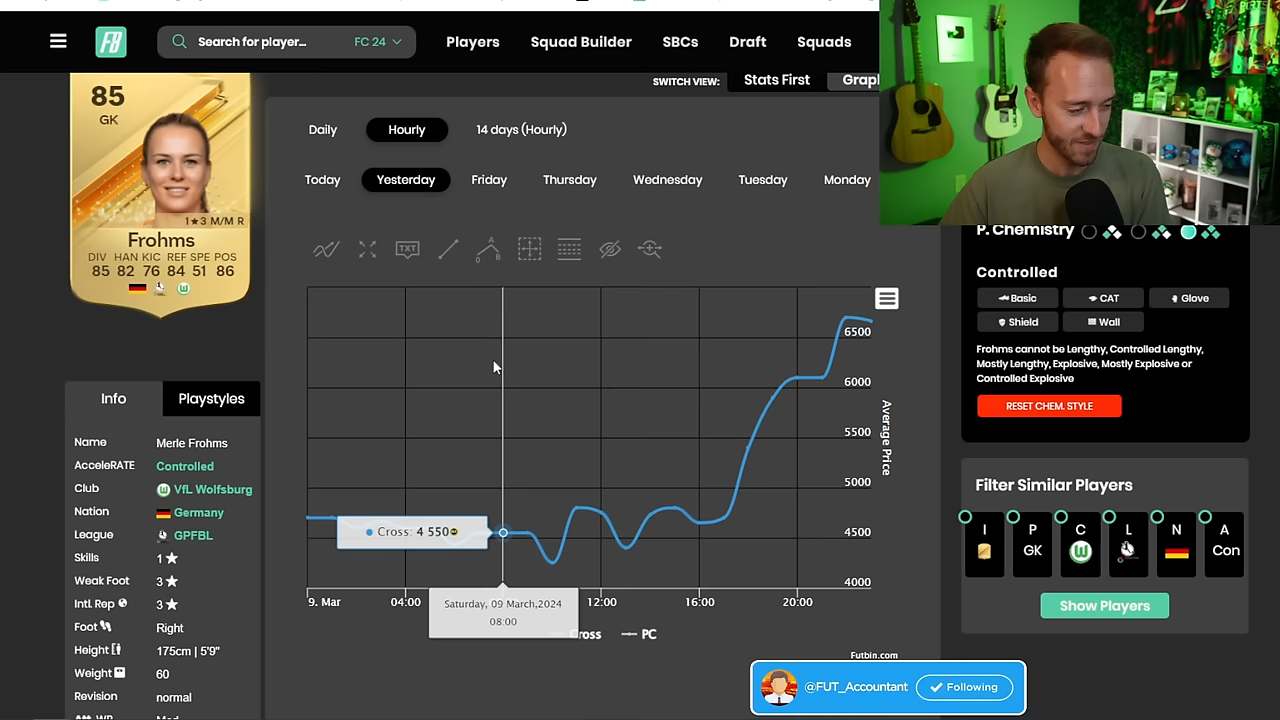 FB
Search for player...
FC 24
Players
Squad Builder
SBCs
Draft
Squads
SWITCH VIEW:
Stats First
Graph
85
GK
1★3 M/M R
Frohms
DIV HAN KIC REF SPE POS
85 82 76 84 51 86
Daily
Hourly
14 days (Hourly)
Today
Yesterday
Friday
Thursday
Wednesday
Tuesday
Monday
TXT
A
0
B
6500
6000
5500
5000
4500
4000
Average Price
Cross: 4 550
9. Mar
04:00
12:00
16:00
20:00
Saturday, 09 March,2024
08:00
Cross
PC
Futbin.com
Info
Playstyles
Name Merle Frohms
AcceleRATE Controlled
Club VfL Wolfsburg
Nation Germany
League GPFBL
Skills 1★
Weak Foot 3★
Intl. Rep 3★
Foot Right
Height 175cm | 5'9"
Weight 60
Revision normal
P. Chemistry
Controlled
Basic
CAT
Glove
Shield
Wall
Frohms cannot be Lengthy, Controlled Lengthy,
Mostly Lengthy, Explosive, Mostly Explosive or
Controlled Explosive
RESET CHEM. STYLE
Filter Similar Players
I
P
C
L
N
A
GK
Con
Show Players
@FUT_Accountant
Following